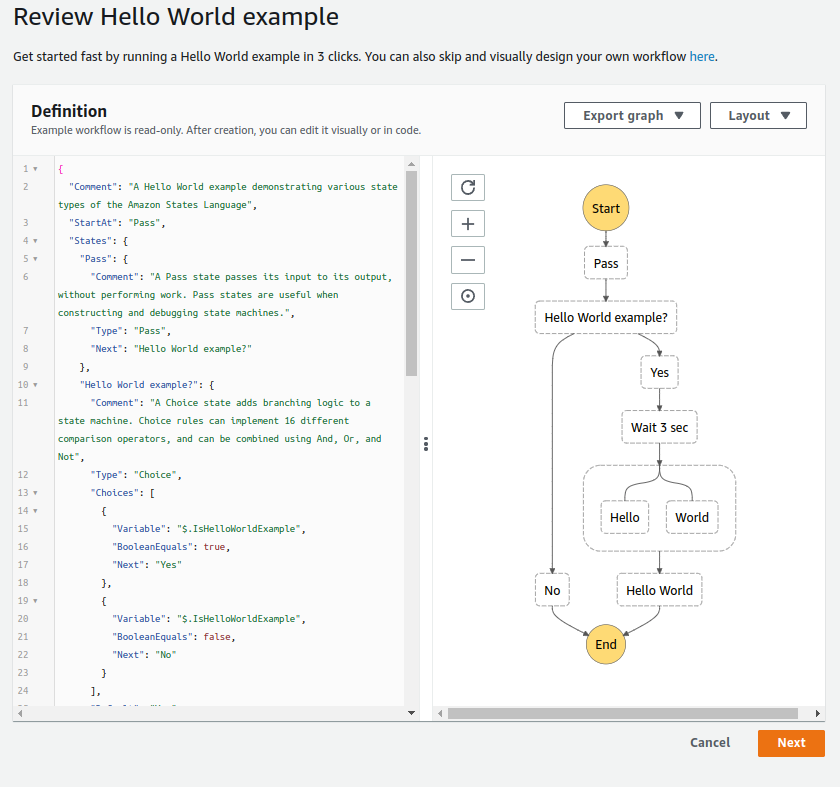 Review Hello World example
Get started fast by running a Hello World example in 3 clicks. You can also skip and visually design your own workflow here.
Definition
Example workflow is read-only. After creation, you can edit it visually or in code.
Export graph
Layout
1 {
2 "Comment": "A Hello World example demonstrating various state
types of the Amazon States Language",
3 "StartAt": "Pass",
4 "States": {
5 "Pass": {
6 "Comment": "A Pass state passes its input to its output,
without performing work. Pass states are useful when
constructing and debugging state machines.",
7 "Type": "Pass",
8 "Next": "Hello World example?"
9 },
10 "Hello World example?": {
11 "Comment": "A Choice state adds branching logic to a
state machine. Choice rules can implement 16 different
comparison operators, and can be combined using And, Or, and
Not",
12 "Type": "Choice",
13 "Choices": [
14 {
15 "Variable": "$.IsHelloWorldExample",
16 "BooleanEquals": true,
17 "Next": "Yes"
18 },
19 {
20 "Variable": "$.IsHelloWorldExample",
21 "BooleanEquals": false,
22 "Next": "No"
23 }
24 ],
Start
Pass
Hello World example?
Yes
Wait 3 sec
Hello World
No Hello World
End
Cancel Next